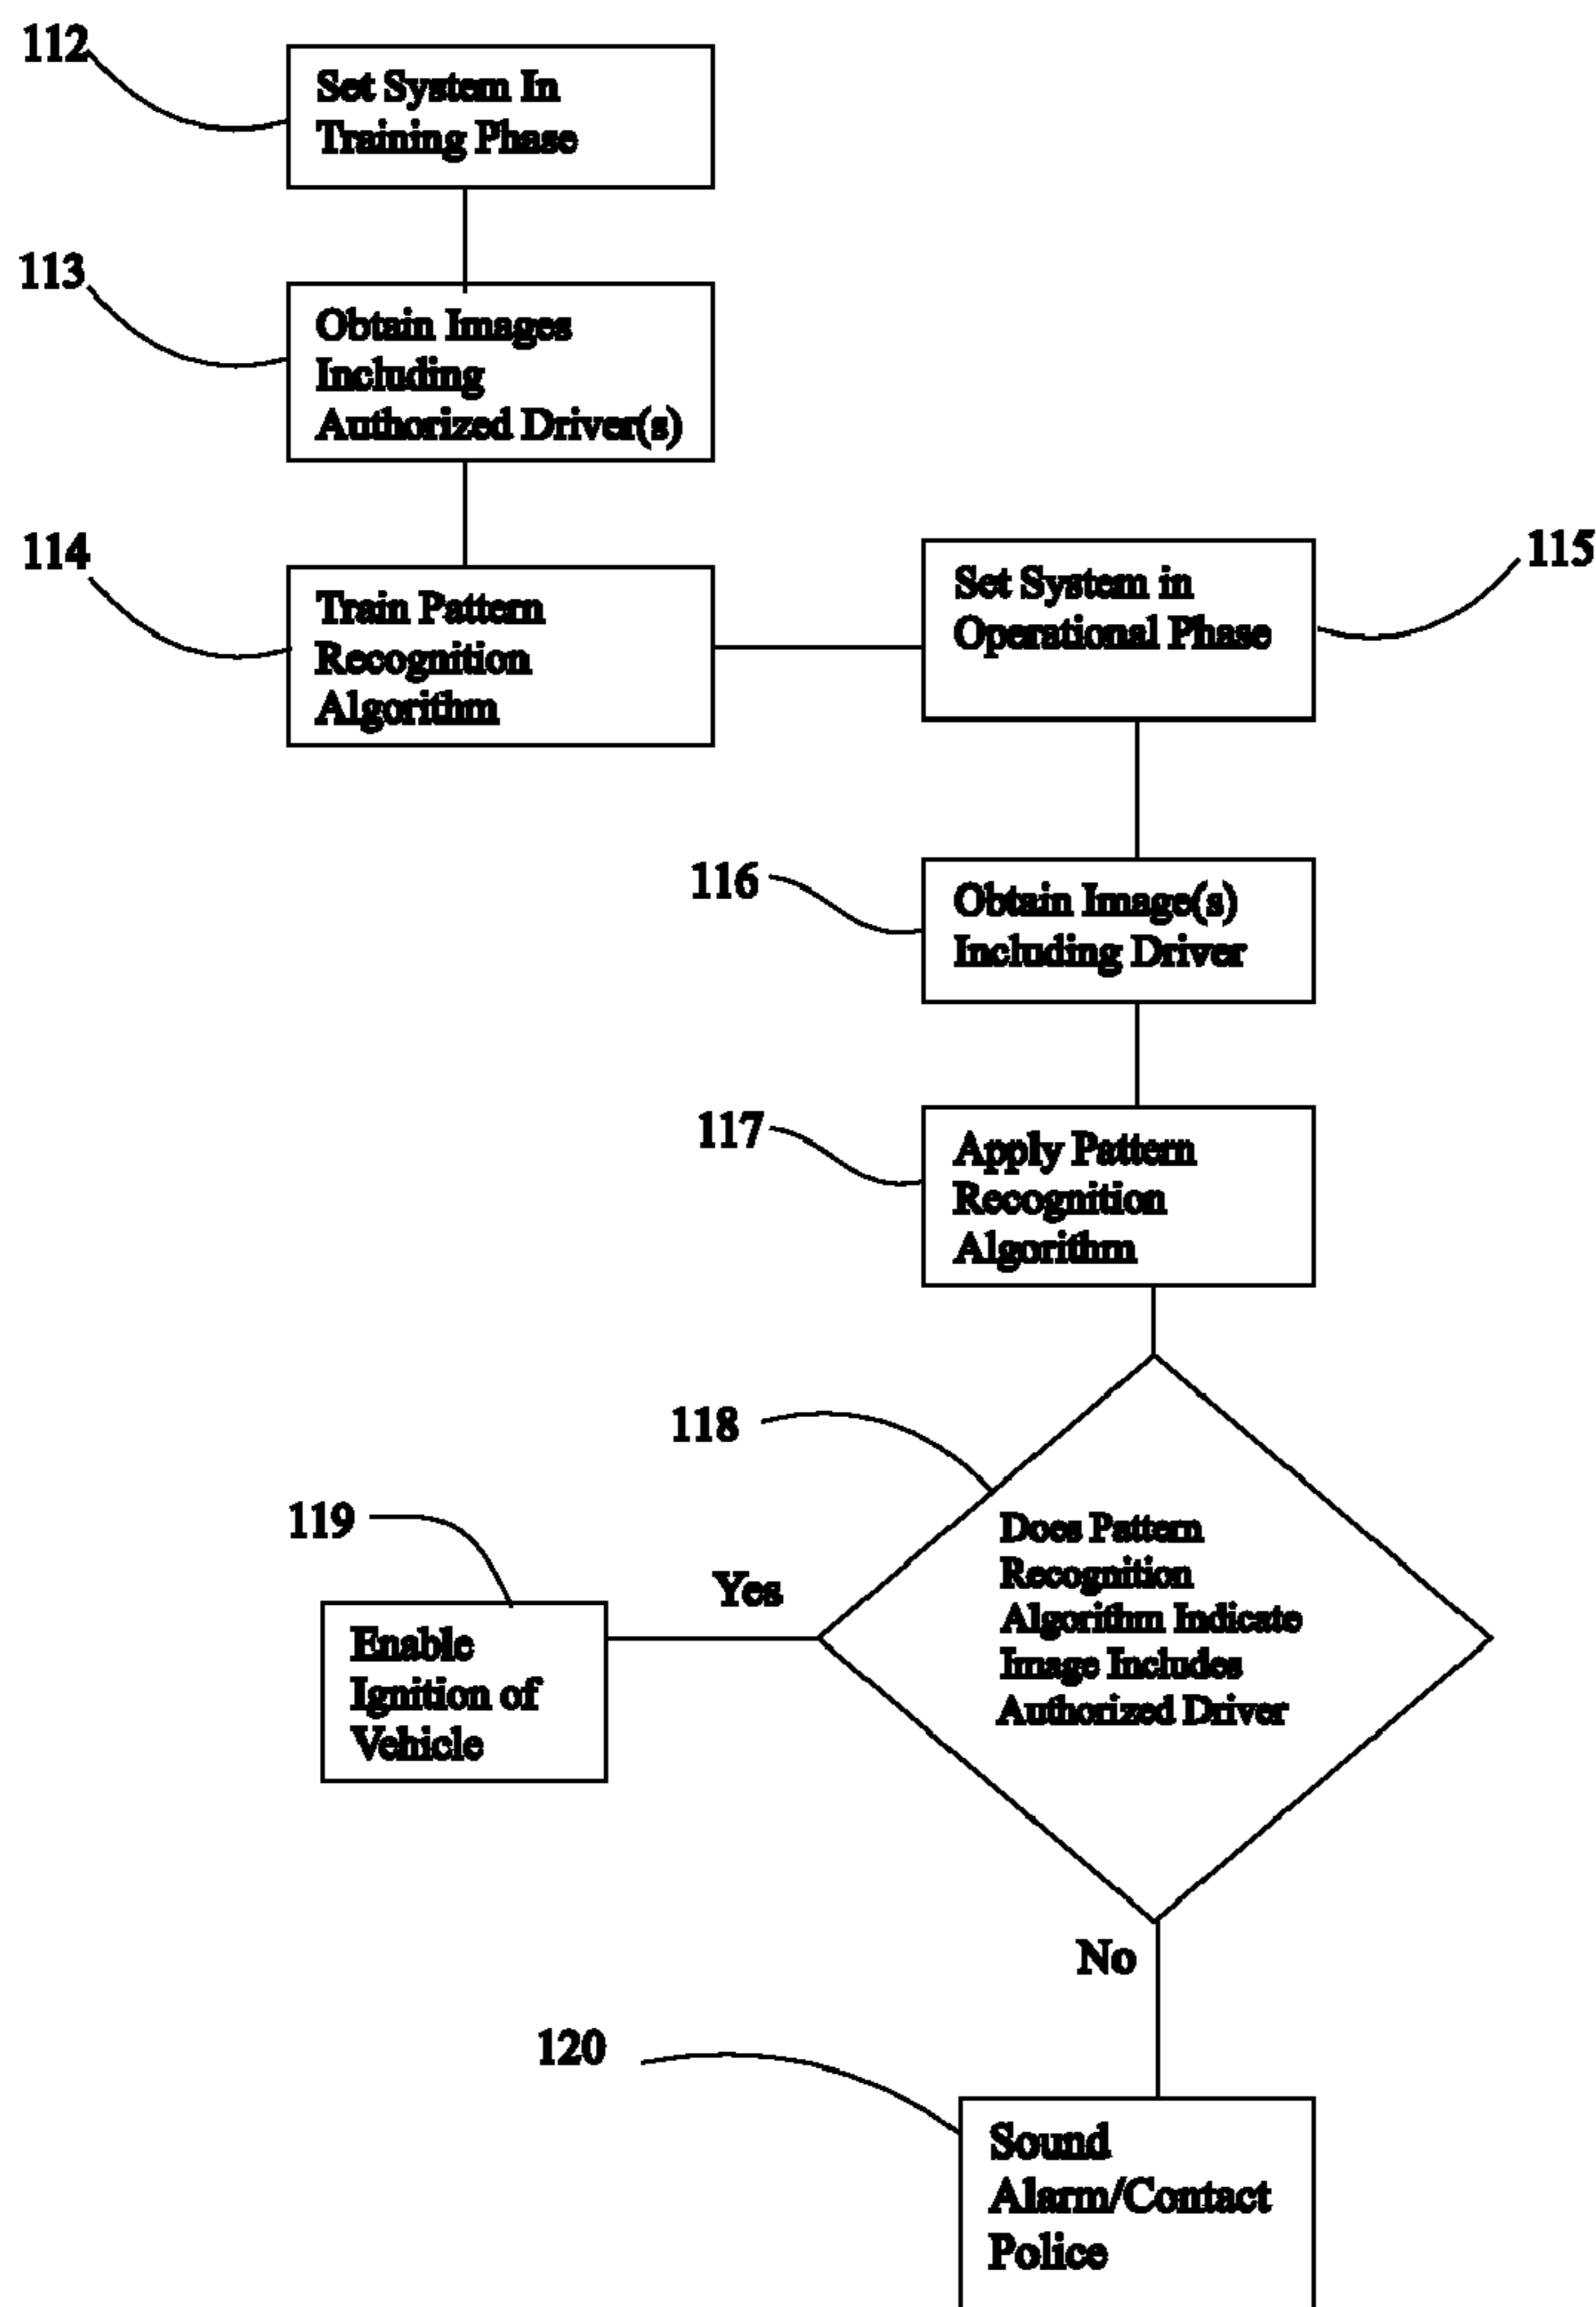 112
Set System In
Training Phase
113
Obtain Images
Including
Authorized Driver(s)
114
Train Pattern
Recognition
Algorithm
115
Set System in
Operational Phase
116
Obtain Image(s)
Including Driver
117
Apply Pattern
Recognition
Algorithm
118
Does Pattern
Recognition
Algorithm Indicate
Image Includes
Authorized Driver
119
Yes
Enable
Ignition of
Vehicle
No
120
Sound
Alarm/Contact
Police